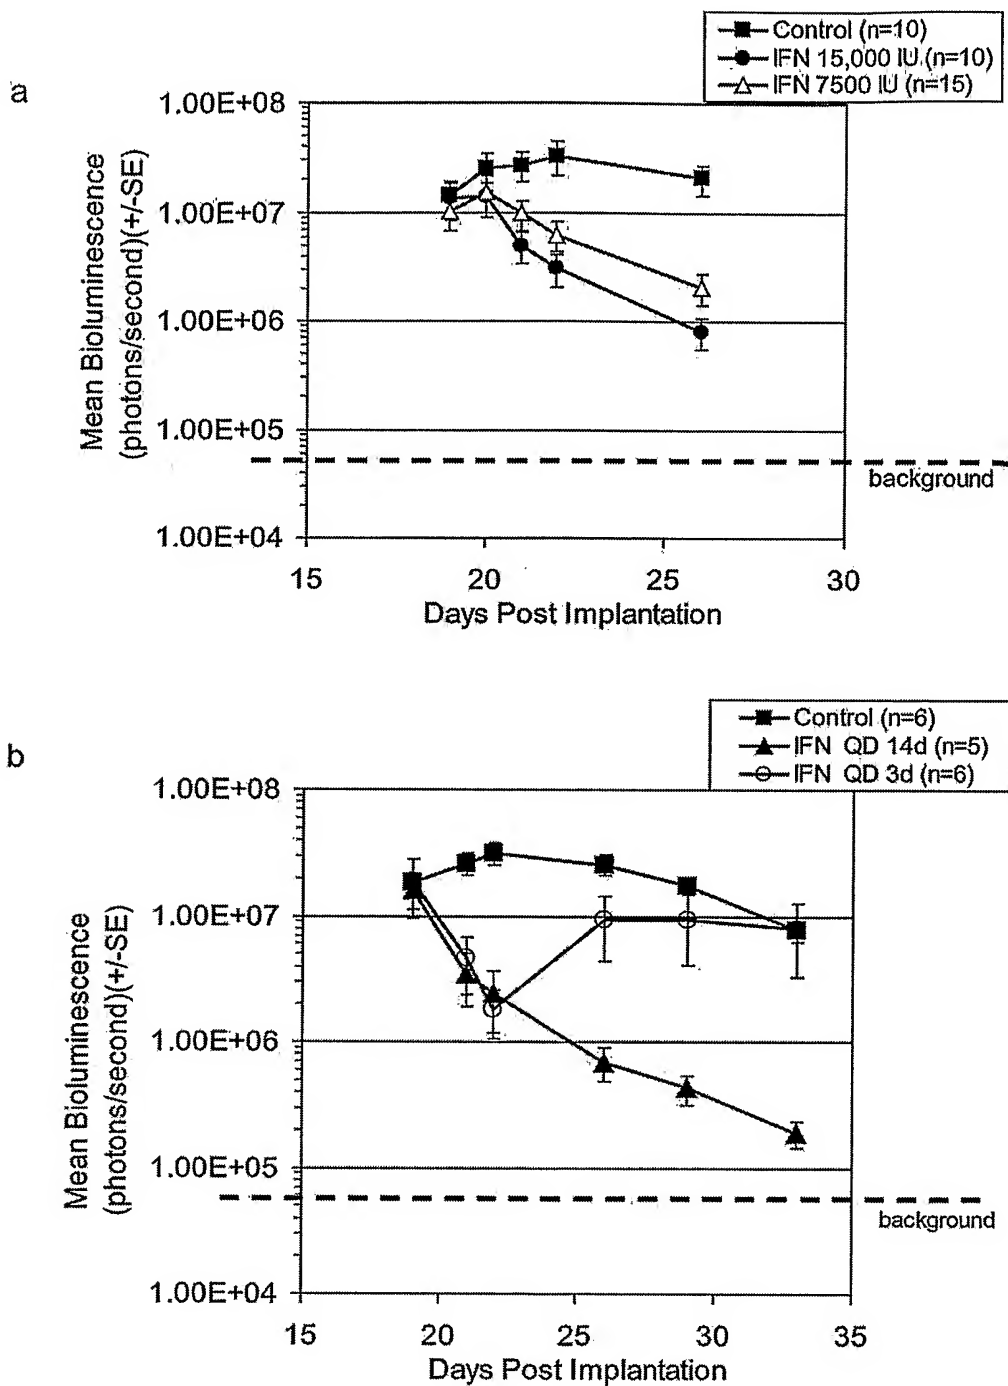 Control (n=10)
IFN 15,000 IU (n=10)
IFN 7500 IU (n=15)
a
1.00E+08
1.00E+07
1.00E+06
1.00E+05
1.00E+04
Mean Bioluminescence
(photons/second)(+/-SE)
background
15 20 25 30
Days Post Implantation
Control (n=6)
IFN QD 14d (n=5)
IFN QD 3d (n=6)
b
1.00E+08
1.00E+07
1.00E+06
1.00E+05
1.00E+04
Mean Bioluminescence
(photons/second)(+/-SE)
background
15 20 25 30 35
Days Post Implantation